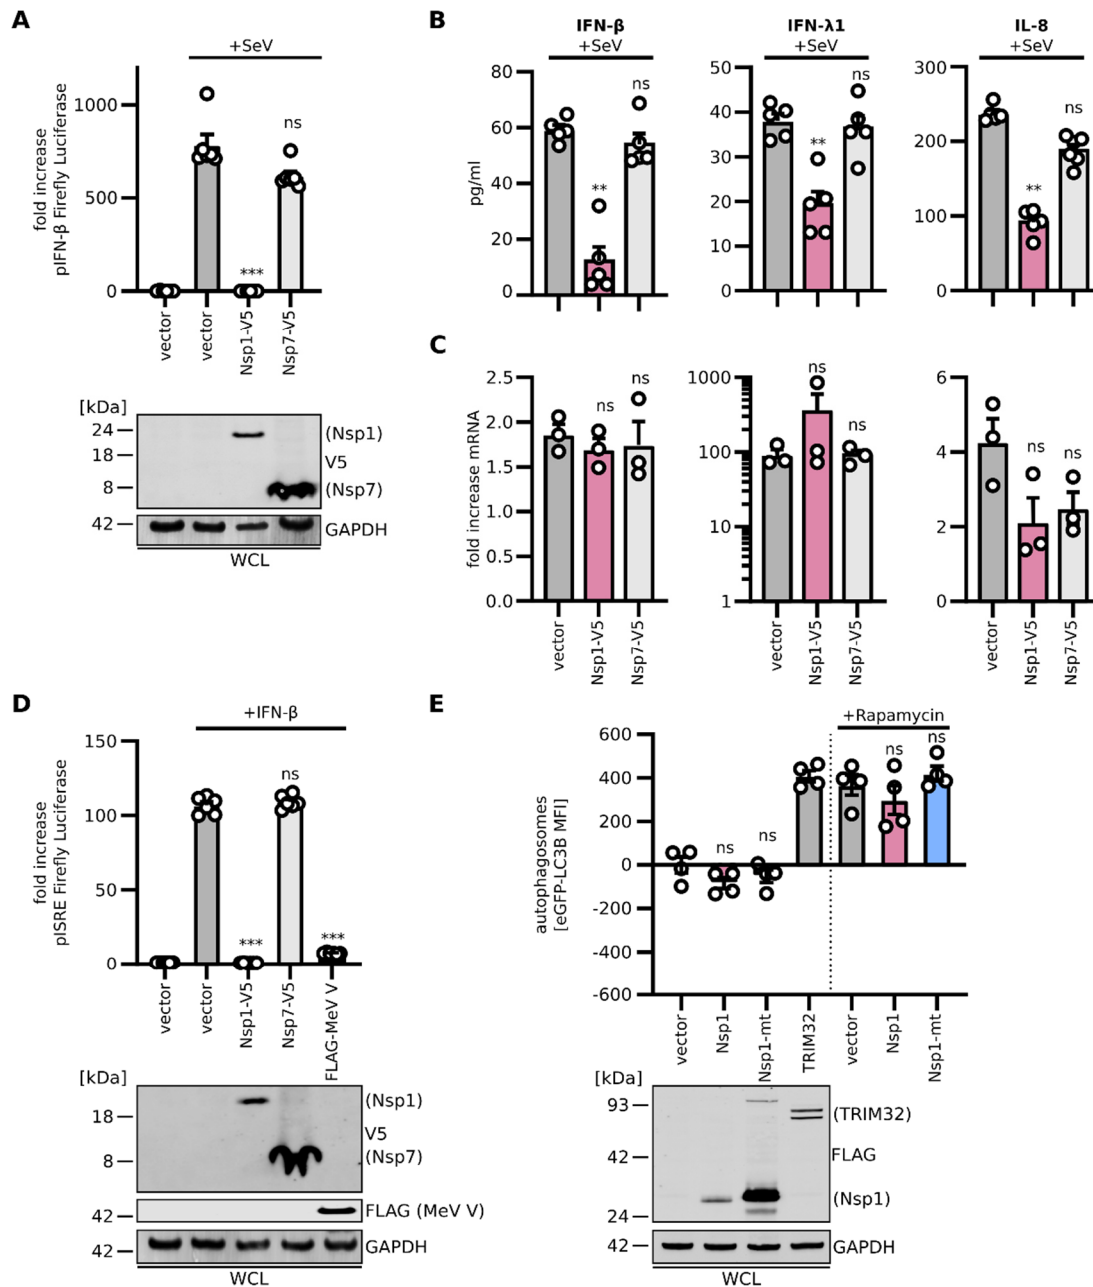 A
+SeV
fold increase
pIFN-β Firefly Luciferase
1000
500
0
***
ns
vector
vector
Nsp1-V5
Nsp7-V5
[kDa]
24
18
8
42
(Nsp1)
V5
(Nsp7)
GAPDH
WCL
B
IFN-β
+SeV
pg/ml
80
60
40
20
0
**
ns
IFN-λ1
+SeV
50
40
30
20
10
0
**
ns
IL-8
+SeV
300
200
100
0
**
ns
C
fold increase mRNA
2.5
2.0
1.5
1.0
0.5
0.0
ns
ns
vector
Nsp1-V5
Nsp7-V5
1000
100
10
1
ns
ns
vector
Nsp1-V5
Nsp7-V5
6
4
2
0
ns
ns
vector
Nsp1-V5
Nsp7-V5
D
+IFN-β
fold increase
pISRE Firefly Luciferase
150
100
50
0
***
ns
***
vector
vector
Nsp1-V5
Nsp7-V5
FLAG-MeV V
[kDa]
18
8
42
42
(Nsp1)
V5
(Nsp7)
FLAG (MeV V)
GAPDH
WCL
E
+Rapamycin
autophagosomes
[eGFP-LC3B MFI]
600
400
200
0
-200
-400
-600
ns
ns
ns
ns
vector
Nsp1
Nsp1-mt
TRIM32
vector
Nsp1
Nsp1-mt
[kDa]
93
42
24
42
(TRIM32)
FLAG
(Nsp1)
GAPDH
WCL